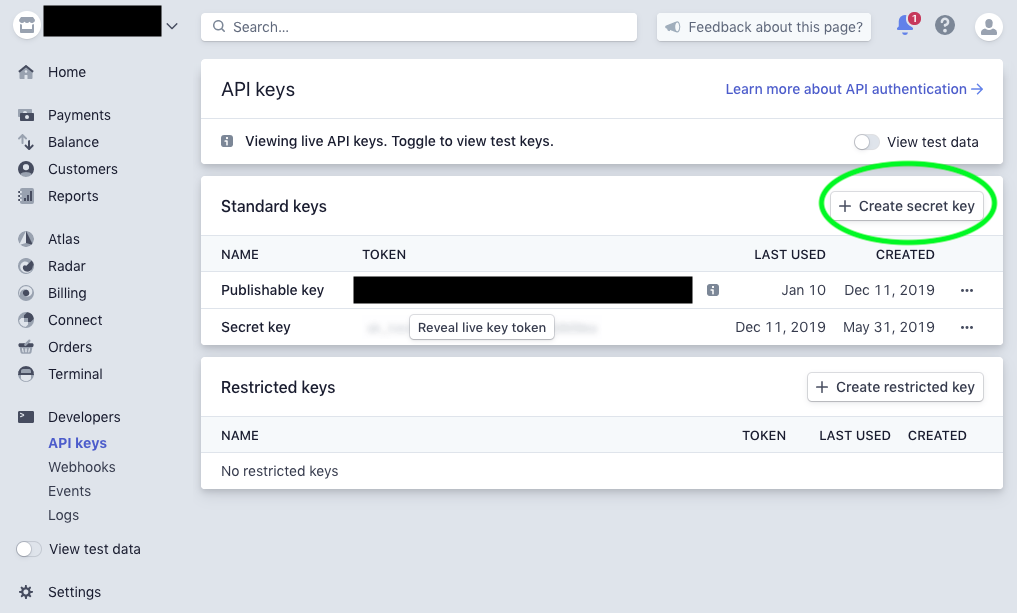 Search...
Feedback about this page?
1
Home
Payments
Balance
Customers
Reports
Atlas
Radar
Billing
Connect
Orders
Terminal
Developers
API keys
Webhooks
Events
Logs
View test data
Settings
API keys
Learn more about API authentication →
Viewing live API keys. Toggle to view test keys.
View test data
Standard keys
+ Create secret key
NAME TOKEN LAST USED CREATED
Publishable key Jan 10 Dec 11, 2019 ···
Secret key Reveal live key token Dec 11, 2019 May 31, 2019 ···
Restricted keys
+ Create restricted key
NAME TOKEN LAST USED CREATED
No restricted keys